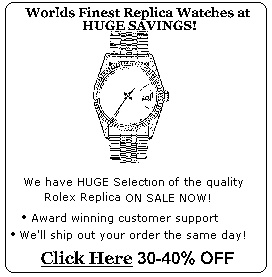 Worlds Finest Replica Watches at
HUGE SAVINGS!
We have HUGE Selection of the quality
Rolex Replica ON SALE NOW!
• Award winning customer support
• We'll ship out your order the same day!
Click Here 30-40% OFF